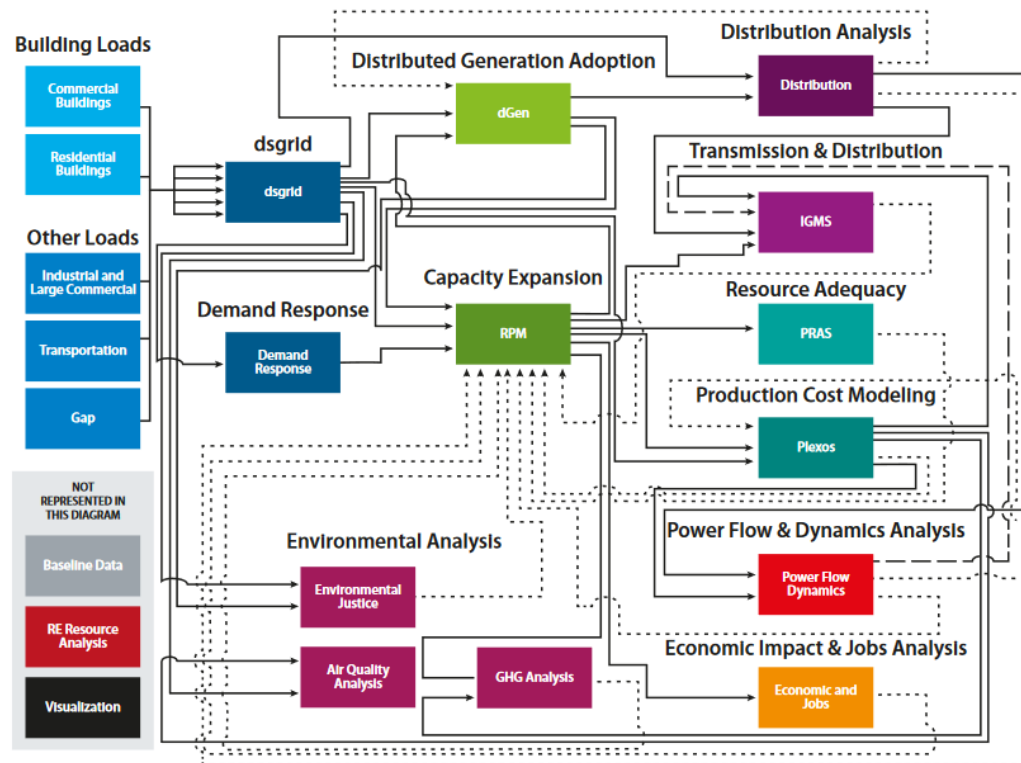 Building Loads
Commercial
Buildings
Residential
Buildings
Other Loads
Industrial and
Large Commercial
Transportation
Gap
NOT
REPRESENTED IN
THIS DIAGRAM
Baseline Data
RE Resource
Analysis
Visualization
dsgrid
dsgrid
Demand Response
Demand
Response
Distributed Generation Adoption
dGen
Capacity Expansion
RPM
Environmental Analysis
Environmental
Justice
Air Quality
Analysis
GHG Analysis
Distribution Analysis
Distribution
Transmission & Distribution
IGMS
Resource Adequacy
PRAS
Production Cost Modeling
Plexos
Power Flow & Dynamics Analysis
Power Flow
Dynamics
Economic Impact & Jobs Analysis
Economic and
Jobs